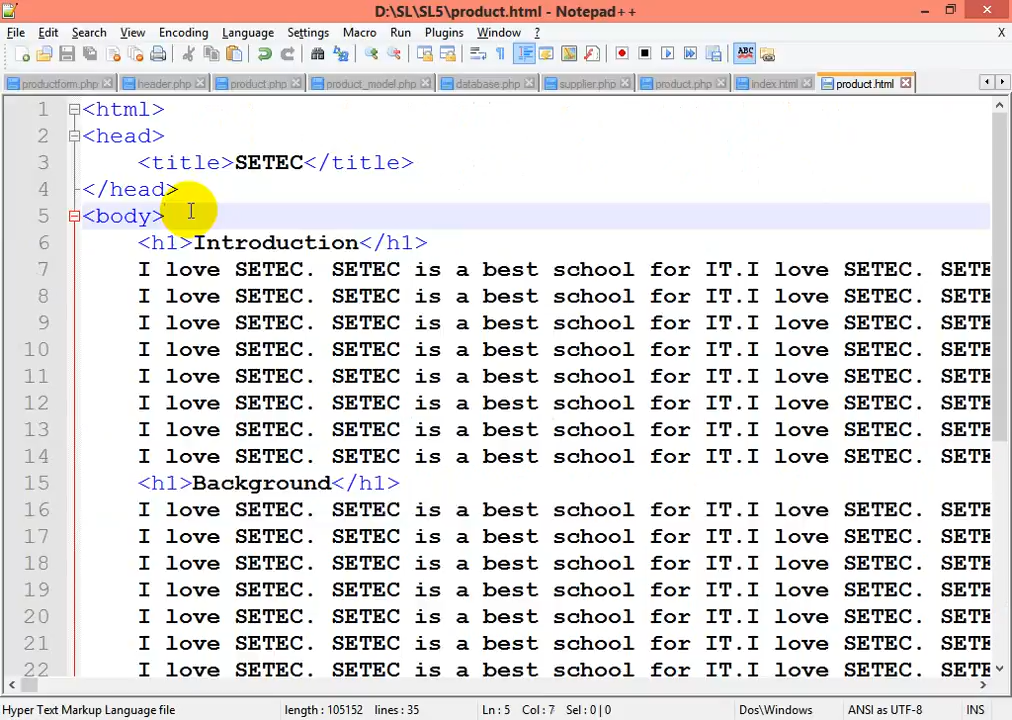 D:\SL\SL5\product.html - Notepad++
File Edit Search View Encoding Language Settings Macro Run Plugins Window ? X
productform.php header.php product.php product_model.php database.php supplier.php product.php index.html product.html
1 <html>
2 <head>
3 <title>SETEC</title>
4 </head>
5 <body>
6 <h1>Introduction</h1>
7 I love SETEC. SETEC is a best school for IT.I love SETEC. SETE
8 I love SETEC. SETEC is a best school for IT.I love SETEC. SETE
9 I love SETEC. SETEC is a best school for IT.I love SETEC. SETE
10 I love SETEC. SETEC is a best school for IT.I love SETEC. SETE
11 I love SETEC. SETEC is a best school for IT.I love SETEC. SETE
12 I love SETEC. SETEC is a best school for IT.I love SETEC. SETE
13 I love SETEC. SETEC is a best school for IT.I love SETEC. SETE
14 I love SETEC. SETEC is a best school for IT.I love SETEC. SETE
15 <h1>Background</h1>
16 I love SETEC. SETEC is a best school for IT.I love SETEC. SETE
17 I love SETEC. SETEC is a best school for IT.I love SETEC. SETE
18 I love SETEC. SETEC is a best school for IT.I love SETEC. SETE
19 I love SETEC. SETEC is a best school for IT.I love SETEC. SETE
20 I love SETEC. SETEC is a best school for IT.I love SETEC. SETE
21 I love SETEC. SETEC is a best school for IT.I love SETEC. SETE
22 I love SETEC. SETEC is a best school for IT.I love SETEC. SETE
Hyper Text Markup Language file length : 105152 lines : 35 Ln : 5 Col : 7 Sel : 0 | 0 Dos\Windows ANSI as UTF-8 INS